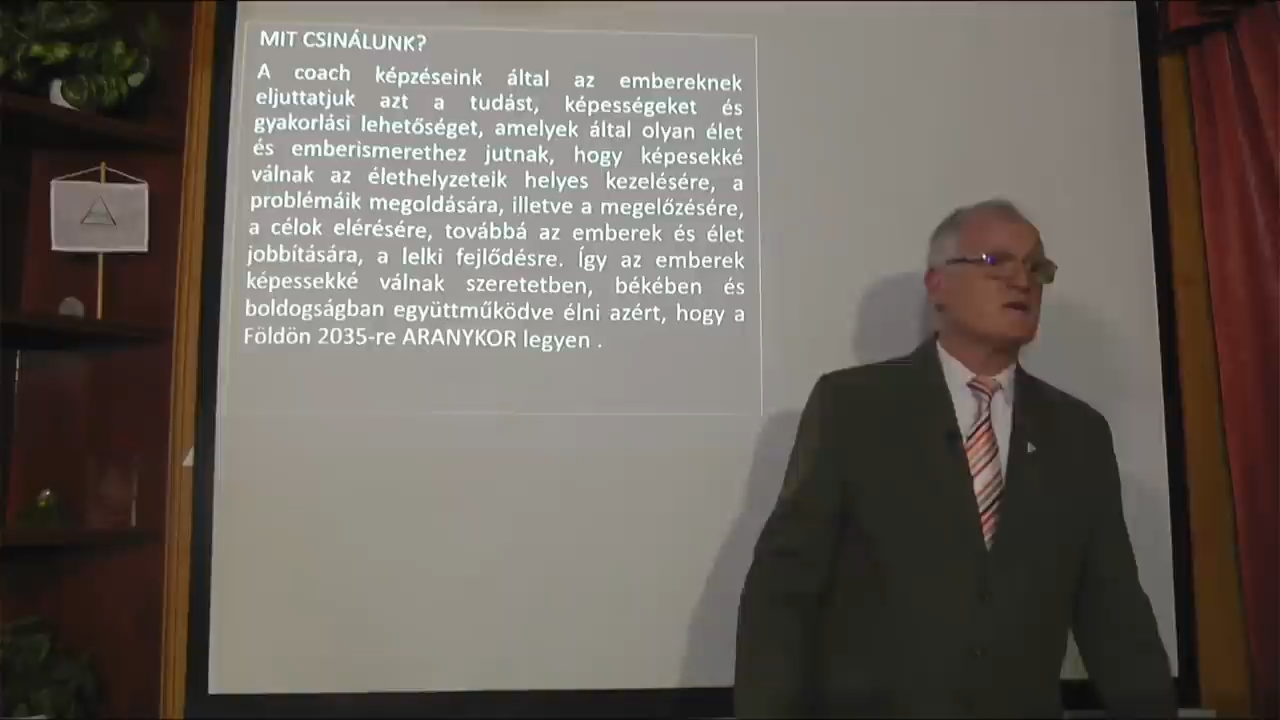 MIT CSINÁLUNK?
A coach képzéseink által az embereknek
eljuttatjuk azt a tudást, képességeket és
gyakorlási lehetőséget, amelyek által olyan élet
és emberismerethez jutnak, hogy képesekké
válnak az élethelyzeteik helyes kezelésére, a
problémáik megoldására, illetve a megelőzésére,
a célok elérésére, továbbá az emberek és élet
jobbítására, a lelki fejlődésre. Így az emberek
képessekké válnak szeretetben, békében és
boldogságban együttműködve élni azért, hogy a
Földön 2035-re ARANYKOR legyen .